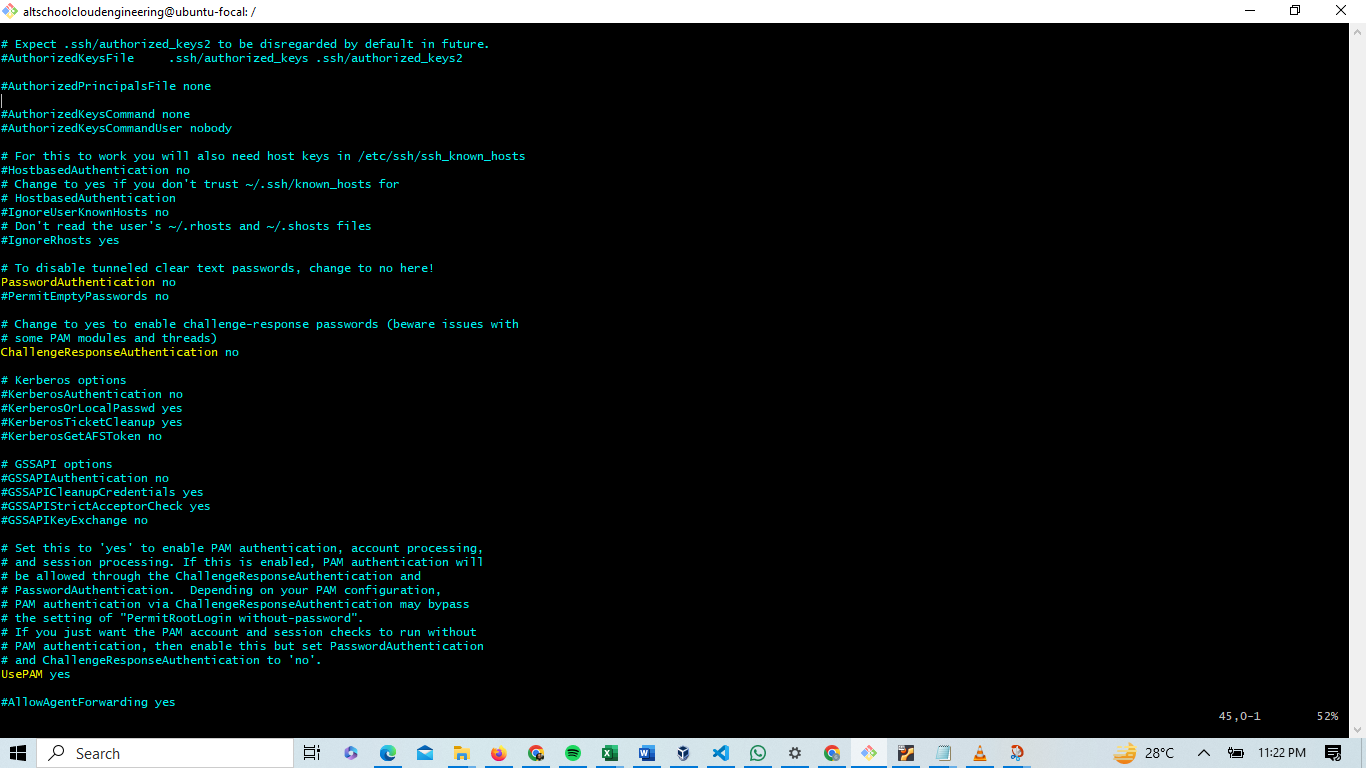 altschoolcloudengineering@ubuntu-focal: /
# Expect .ssh/authorized_keys2 to be disregarded by default in future.
#AuthorizedKeysFile     .ssh/authorized_keys .ssh/authorized_keys2
#AuthorizedPrincipalsFile none
#AuthorizedKeysCommand none
#AuthorizedKeysCommandUser nobody
# For this to work you will also need host keys in /etc/ssh/ssh_known_hosts
#HostbasedAuthentication no
# Change to yes if you don't trust ~/.ssh/known_hosts for
# HostbasedAuthentication
#IgnoreUserKnownHosts no
# Don't read the user's ~/.rhosts and ~/.shosts files
#IgnoreRhosts yes
# To disable tunneled clear text passwords, change to no here!
PasswordAuthentication no
#PermitEmptyPasswords no
# Change to yes to enable challenge-response passwords (beware issues with
# some PAM modules and threads)
ChallengeResponseAuthentication no
# Kerberos options
#KerberosAuthentication no
#KerberosOrLocalPasswd yes
#KerberosTicketCleanup yes
#KerberosGetAFSToken no
# GSSAPI options
#GSSAPIAuthentication no
#GSSAPICleanupCredentials yes
#GSSAPIStrictAcceptorCheck yes
#GSSAPIKeyExchange no
# Set this to 'yes' to enable PAM authentication, account processing,
# and session processing. If this is enabled, PAM authentication will
# be allowed through the ChallengeResponseAuthentication and
# PasswordAuthentication.  Depending on your PAM configuration,
# PAM authentication via ChallengeResponseAuthentication may bypass
# the setting of "PermitRootLogin without-password".
# If you just want the PAM account and session checks to run without
# PAM authentication, then enable this but set PasswordAuthentication
# and ChallengeResponseAuthentication to 'no'.
UsePAM yes
#AllowAgentForwarding yes
45,0-1 52%
Search 28°C 11:22 PM